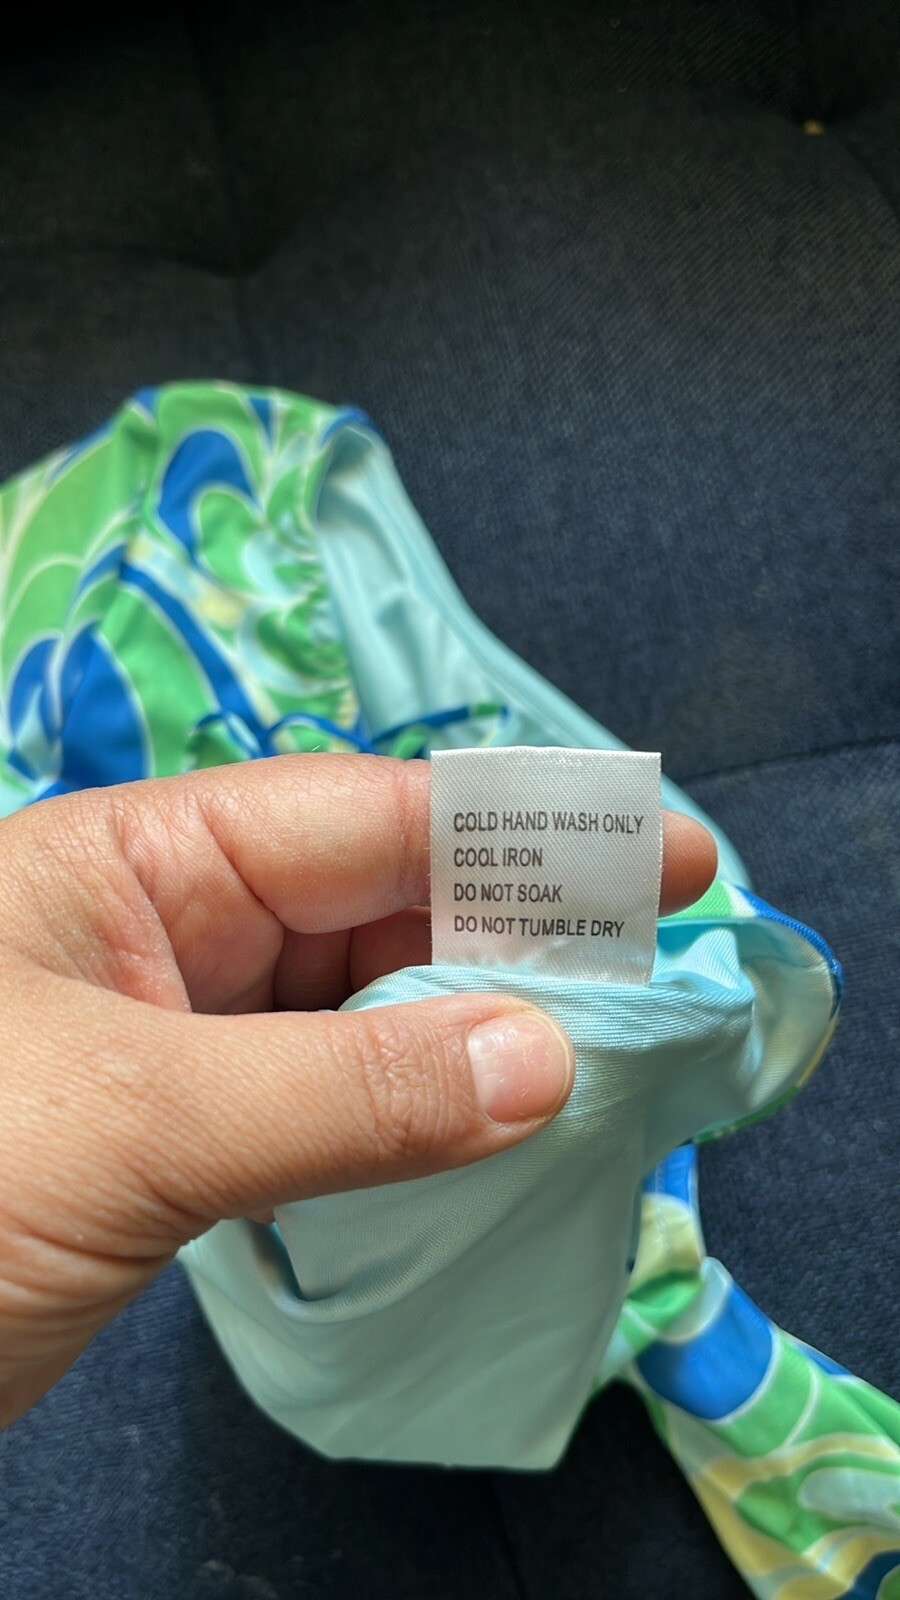 COLD HAND WASH ONLY
COOL IRON
DO NOT SOAK
DO NOT TUMBLE DRY